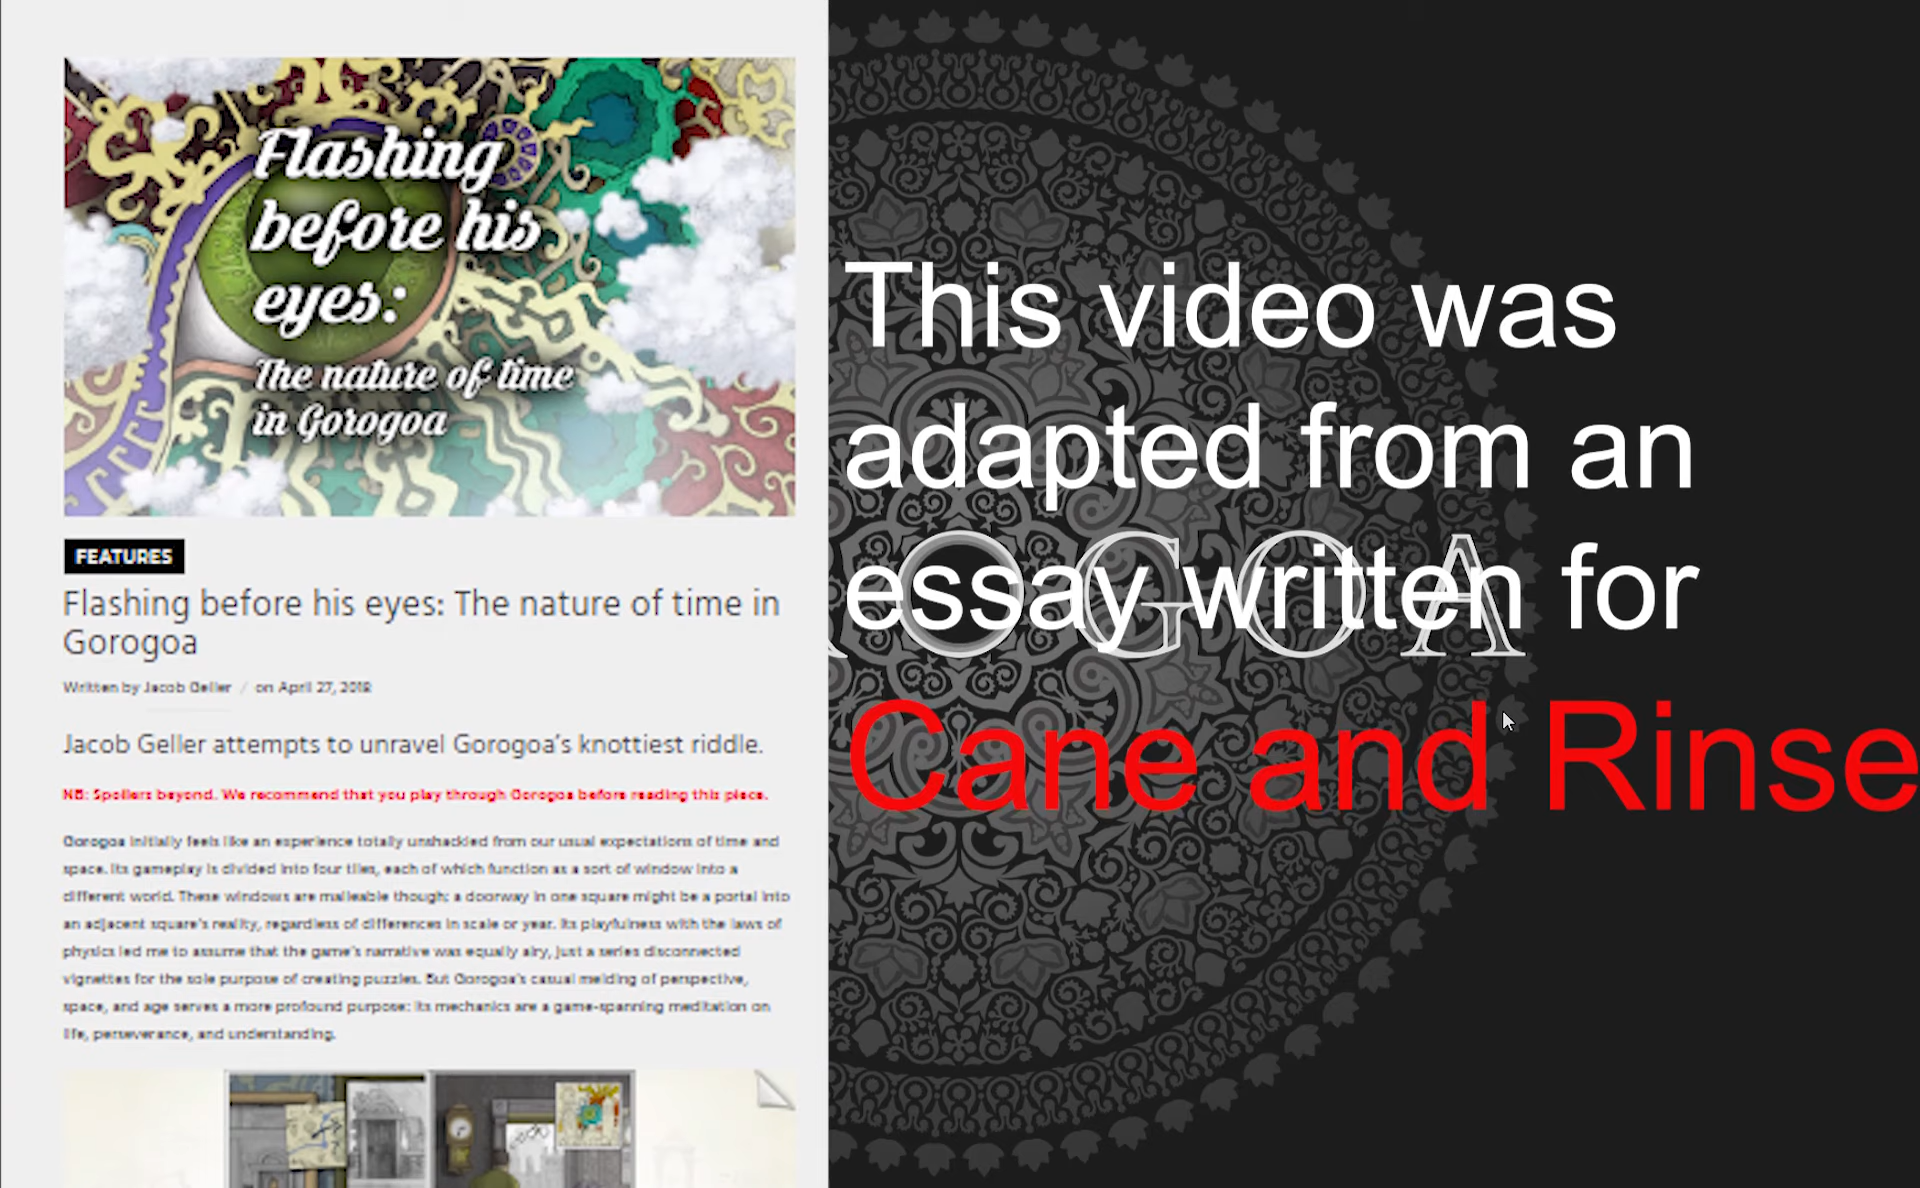 Flashing
before his
eyes:
The nature of time
in Gorogoa
FEATURES
Flashing before his eyes: The nature of time in
Gorogoa
Written by Jacob Geller / on April 27, 2018
Jacob Geller attempts to unravel Gorogoa's knottiest riddle.
NB: Spoilers beyond. We recommend that you play through Gorogoa before reading this piece.
Gorogoa initially feels like an experience totally unshackled from our usual expectations of time and
space. Its gameplay is divided into four tiles, each of which function as a sort of window into a
different world. These windows are malleable though; a doorway in one square might be a portal into
an adjacent square's reality, regardless of differences in scale or year. Its playfulness with the laws of
physics led me to assume that the game's narrative was equally airy, just a series disconnected
vignettes for the sole purpose of creating puzzles. But Gorogoa's casual melding of perspective,
space, and age serves a more profound purpose: its mechanics are a game-spanning meditation on
life, perseverance, and understanding.
This video was
adapted from an
essay written for
Cane and Rinse
OGOA